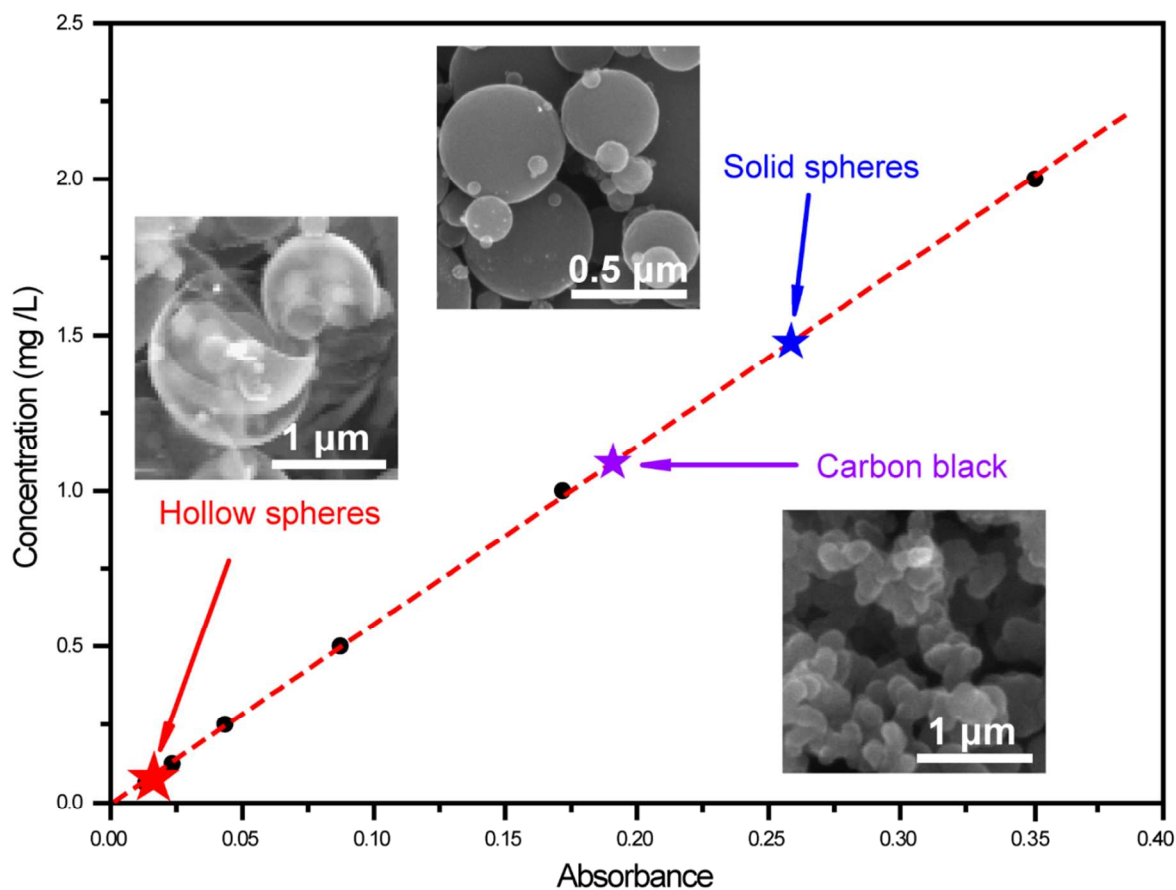 2.5
2.0
1.5
1.0
0.5
0.0
Concentration (mg /L)
0.5 µm
Solid spheres
1 µm
Hollow spheres
Carbon black
1 µm
0.00 0.05 0.10 0.15 0.20 0.25 0.30 0.35 0.40
Absorbance